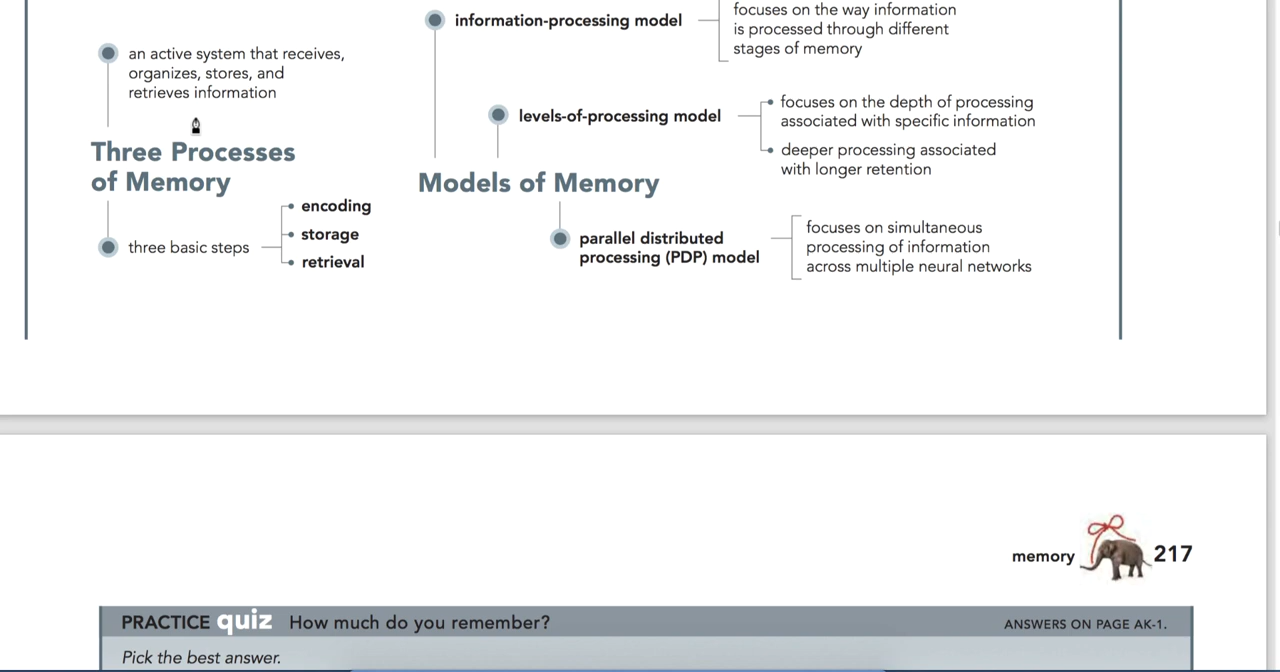 an active system that receives,
organizes, stores, and
retrieves information
Three Processes
of Memory
three basic steps
encoding
storage
retrieval
information-processing model
focuses on the way information
is processed through different
stages of memory
levels-of-processing model
focuses on the depth of processing
associated with specific information
deeper processing associated
with longer retention
Models of Memory
parallel distributed
processing (PDP) model
focuses on simultaneous
processing of information
across multiple neural networks
memory 217
PRACTICE quiz How much do you remember? ANSWERS ON PAGE AK-1.
Pick the best answer.